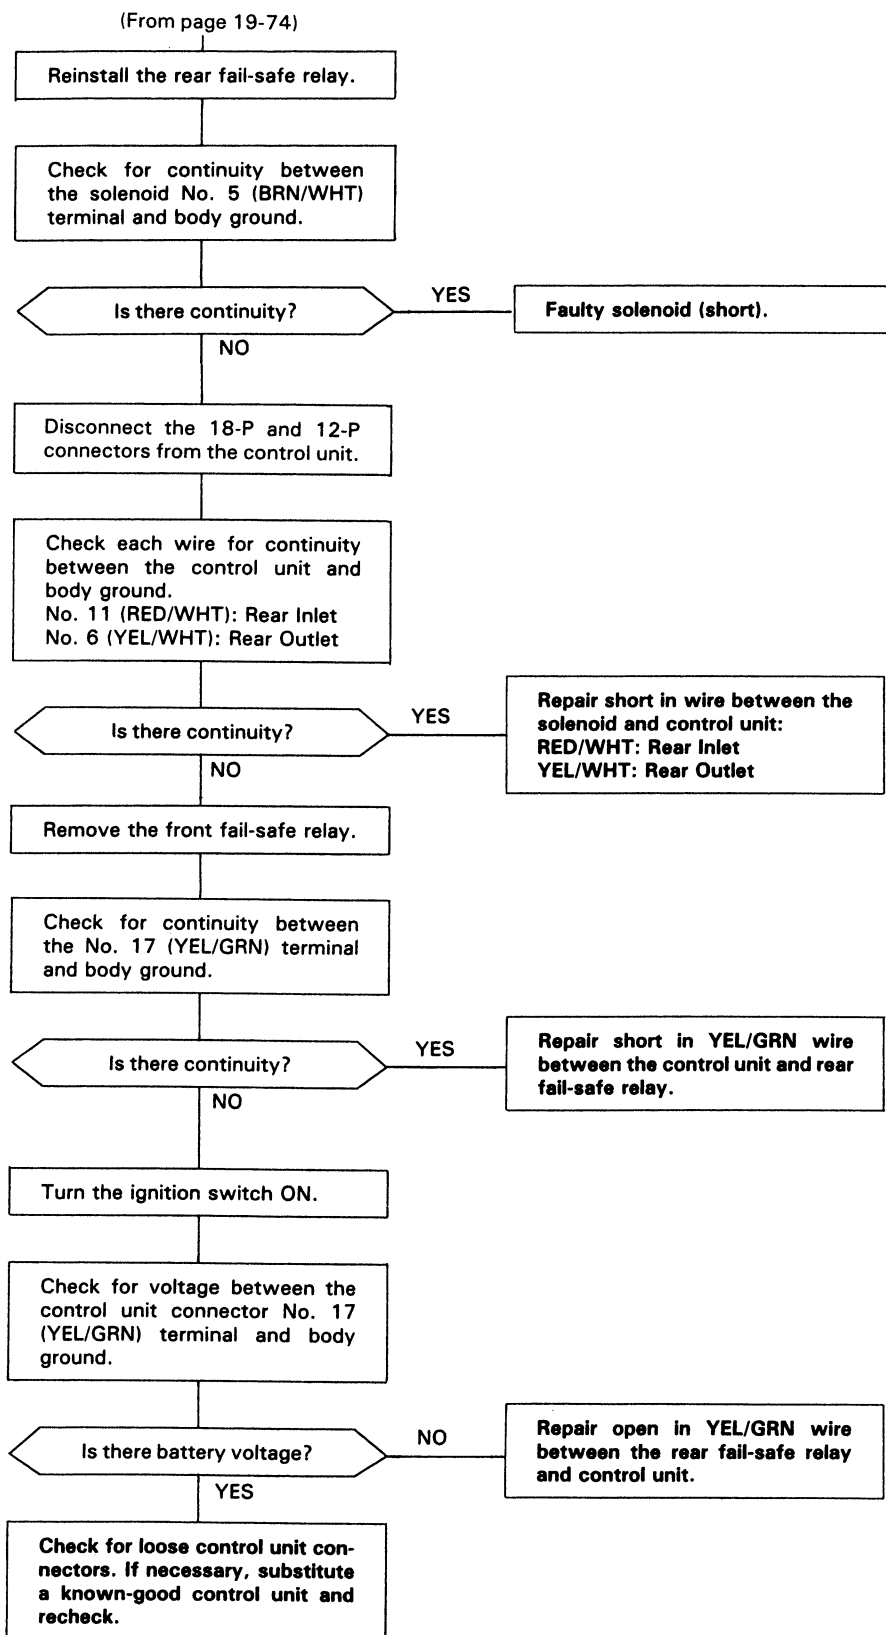 (From page 19-74)
Reinstall the rear fail-safe relay.
Check for continuity between
the solenoid No. 5 (BRN/WHT)
terminal and body ground.
Is there continuity?
YES
Faulty solenoid (short).
NO
Disconnect the 18-P and 12-P
connectors from the control unit.
Check each wire for continuity
between the control unit and
body ground.
No. 11 (RED/WHT): Rear Inlet
No. 6 (YEL/WHT): Rear Outlet
Is there continuity?
YES
Repair short in wire between the
solenoid and control unit:
RED/WHT: Rear Inlet
YEL/WHT: Rear Outlet
NO
Remove the front fail-safe relay.
Check for continuity between
the No. 17 (YEL/GRN) terminal
and body ground.
Is there continuity?
YES
Repair short in YEL/GRN wire
between the control unit and rear
fail-safe relay.
NO
Turn the ignition switch ON.
Check for voltage between the
control unit connector No. 17
(YEL/GRN) terminal and body
ground.
Is there battery voltage?
NO
Repair open in YEL/GRN wire
between the rear fail-safe relay
and control unit.
YES
Check for loose control unit con-
nectors. If necessary, substitute
a known-good control unit and
recheck.